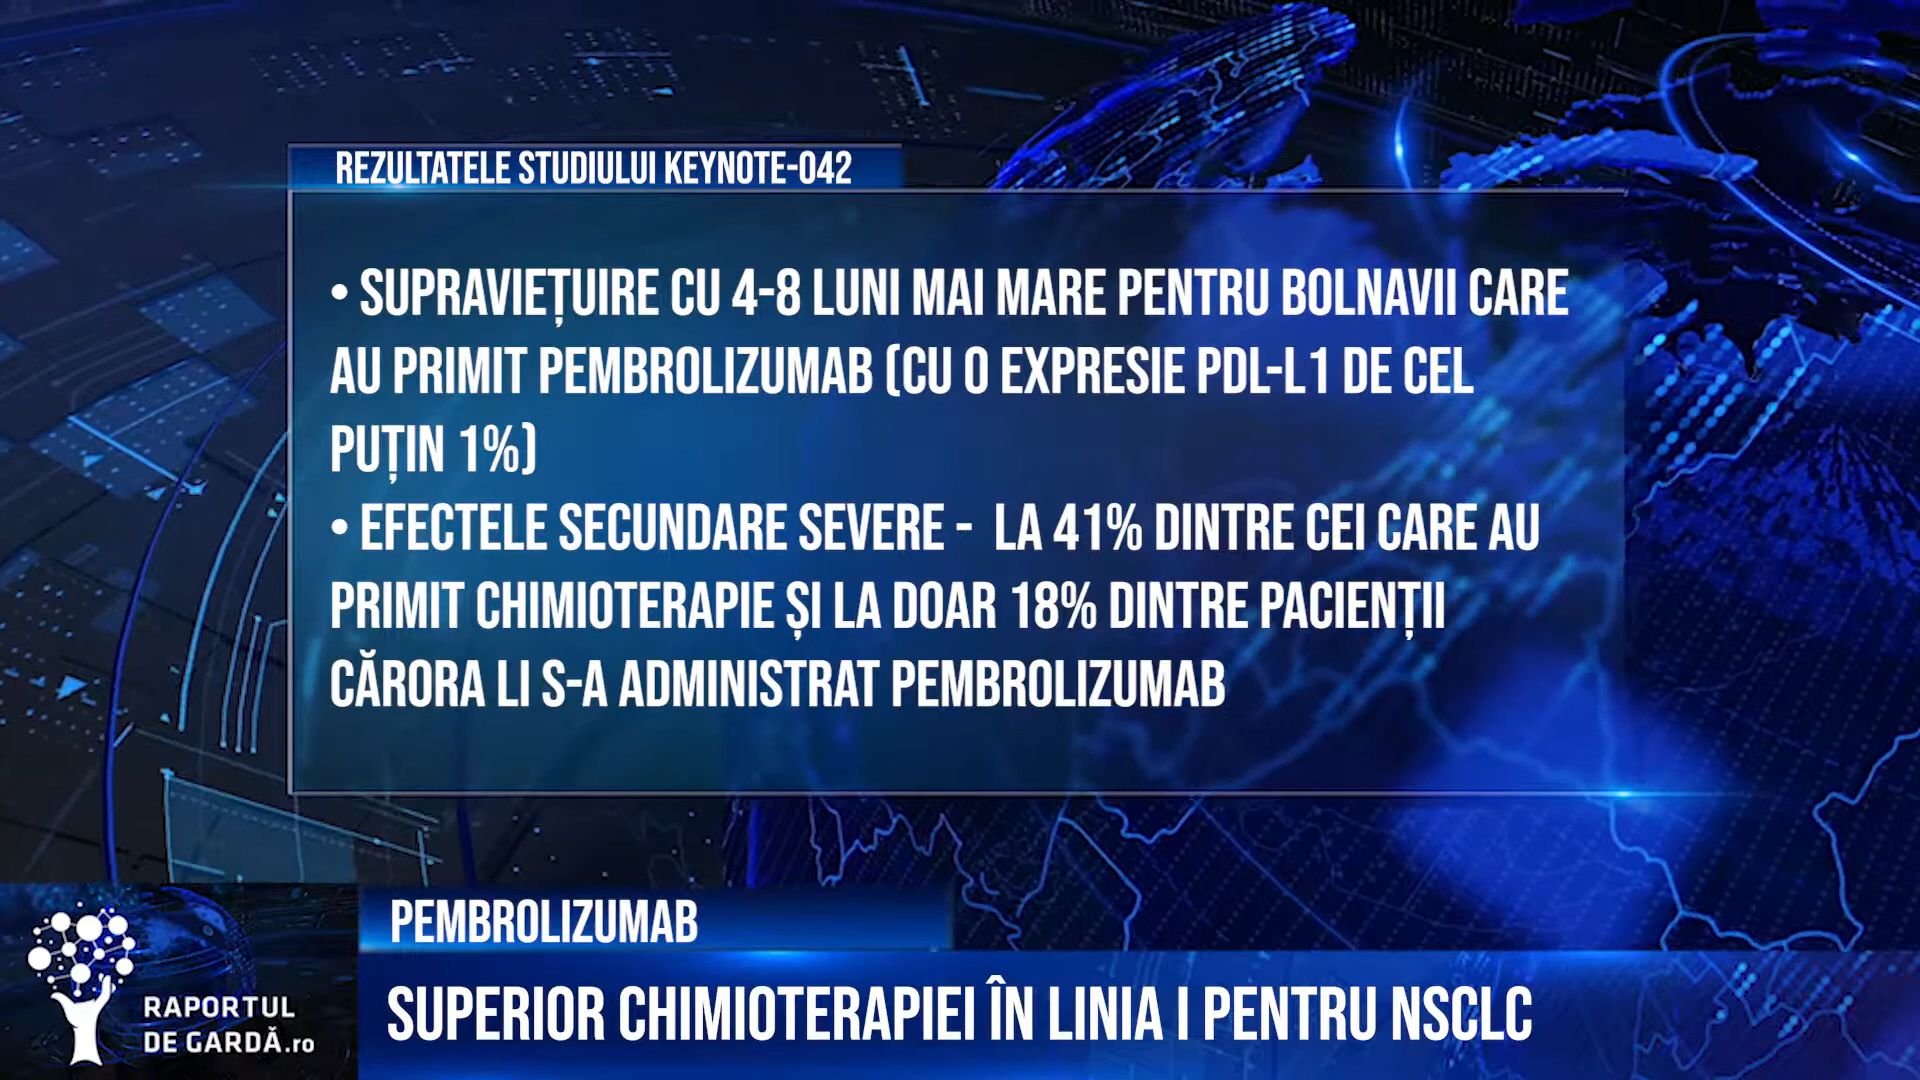 REZULTATELE STUDIULUI KEYNOTE-042
• SUPRAVIEȚUIRE CU 4-8 LUNI MAI MARE PENTRU BOLNAVII CARE
AU PRIMIT PEMBROLIZUMAB (CU O EXPRESIE PDL-L1 DE CEL
PUȚIN 1%)
• EFECTELE SECUNDARE SEVERE - LA 41% DINTRE CEI CARE AU
PRIMIT CHIMIOTERAPIE ȘI LA DOAR 18% DINTRE PACIENȚII
CĂRORA LI S-A ADMINISTRAT PEMBROLIZUMAB
PEMBROLIZUMAB
SUPERIOR CHIMIOTERAPIEI ÎN LINIA I PENTRU NSCLC
RAPORTUL
DE GARDĂ.ro